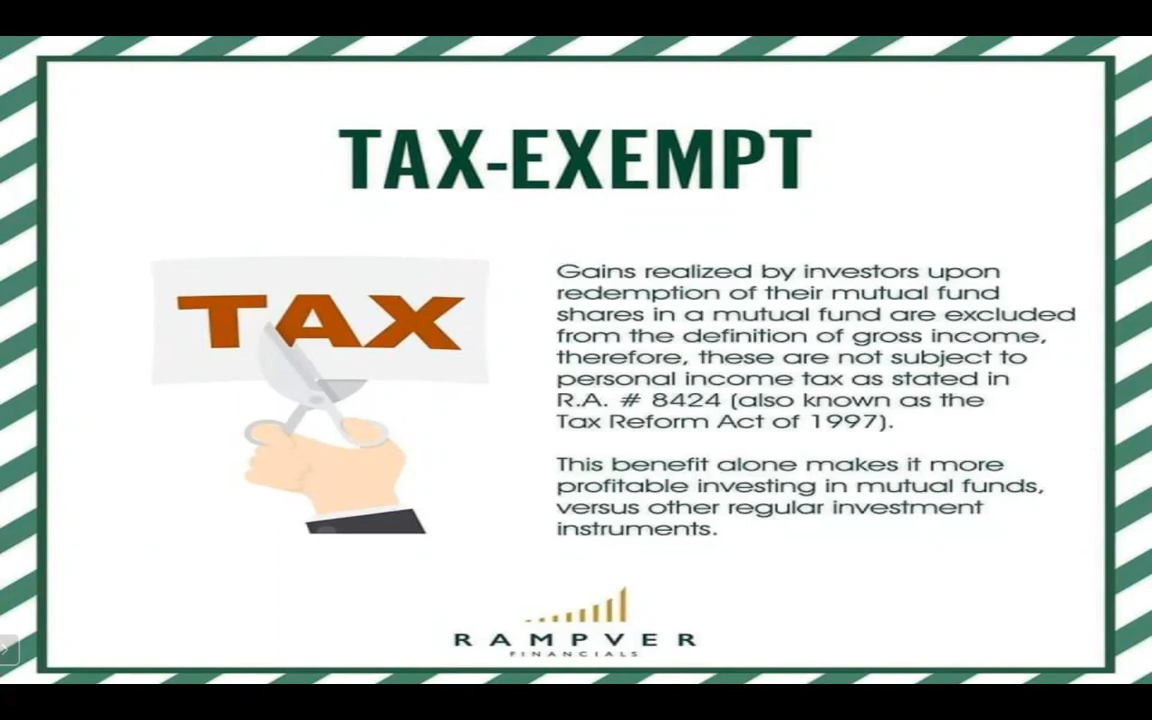 TAX-EXEMPT
TAX
Gains realized by investors upon
redemption of their mutual fund
shares in a mutual fund are excluded
from the definition of gross income,
therefore, these are not subject to
personal income tax as stated in
R.A. # 8424 (also known as the
Tax Reform Act of 1997).
This benefit alone makes it more
profitable investing in mutual funds,
versus other regular investment
instruments.
RAMPVER
FINANCIALS